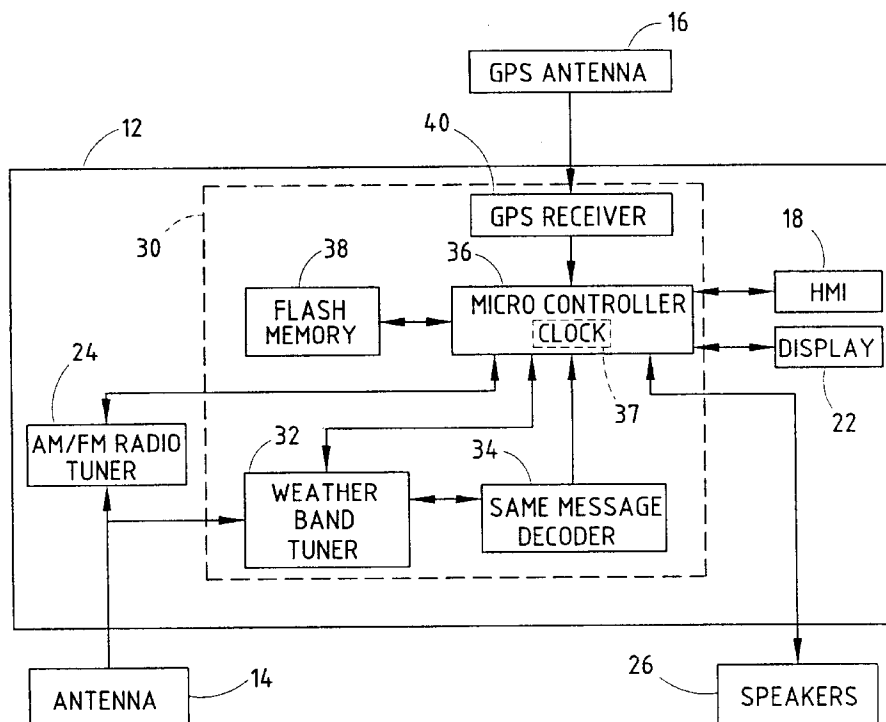 16
GPS ANTENNA
12
40
GPS RECEIVER
30
38
36
18
FLASH
MEMORY
MICRO CONTROLLER
CLOCK
HMI
DISPLAY
24
37
22
AM/FM RADIO
TUNER
32
34
WEATHER
BAND
TUNER
SAME MESSAGE
DECODER
ANTENNA
14
26
SPEAKERS